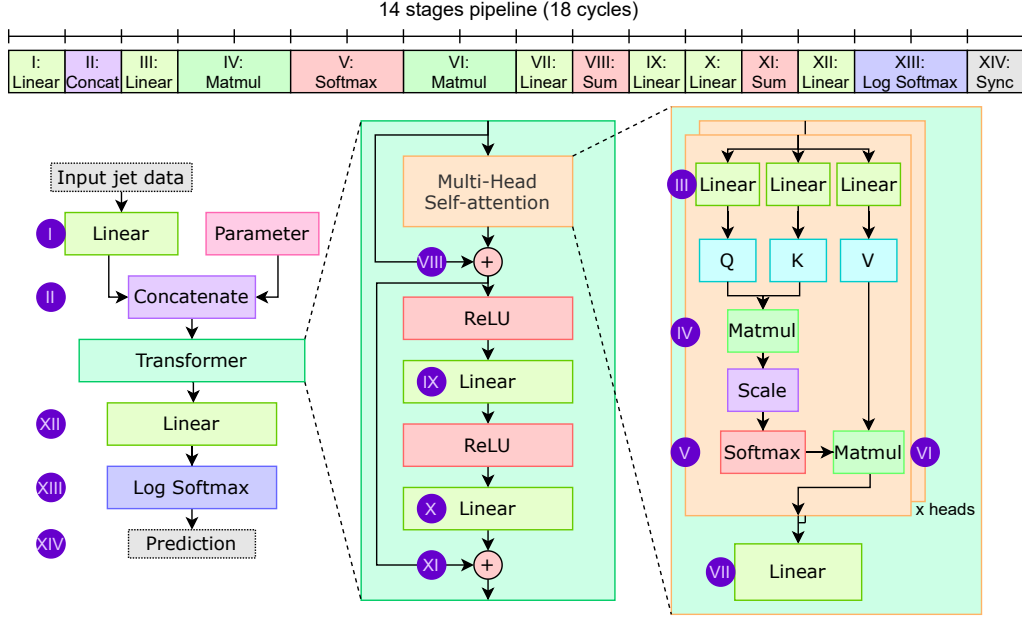 14 stages pipeline (18 cycles)
I:
Linear
II:
Concat
III:
Linear
IV:
Matmul
V:
Softmax
VI:
Matmul
VII:
Linear
VIII:
Sum
IX:
Linear
X:
Linear
XI:
Sum
XII:
Linear
XIII:
Log Softmax
XIV:
Sync
Input jet data
I
Linear
Parameter
II
Concatenate
Transformer
XII
Linear
XIII
Log Softmax
XIV
Prediction
Multi-Head
Self-attention
VIII
+
ReLU
IX
Linear
ReLU
X
Linear
XI
+
III
Linear
Linear
Linear
Q
K
V
IV
Matmul
Scale
V
Softmax
Matmul
VI
x heads
VII
Linear